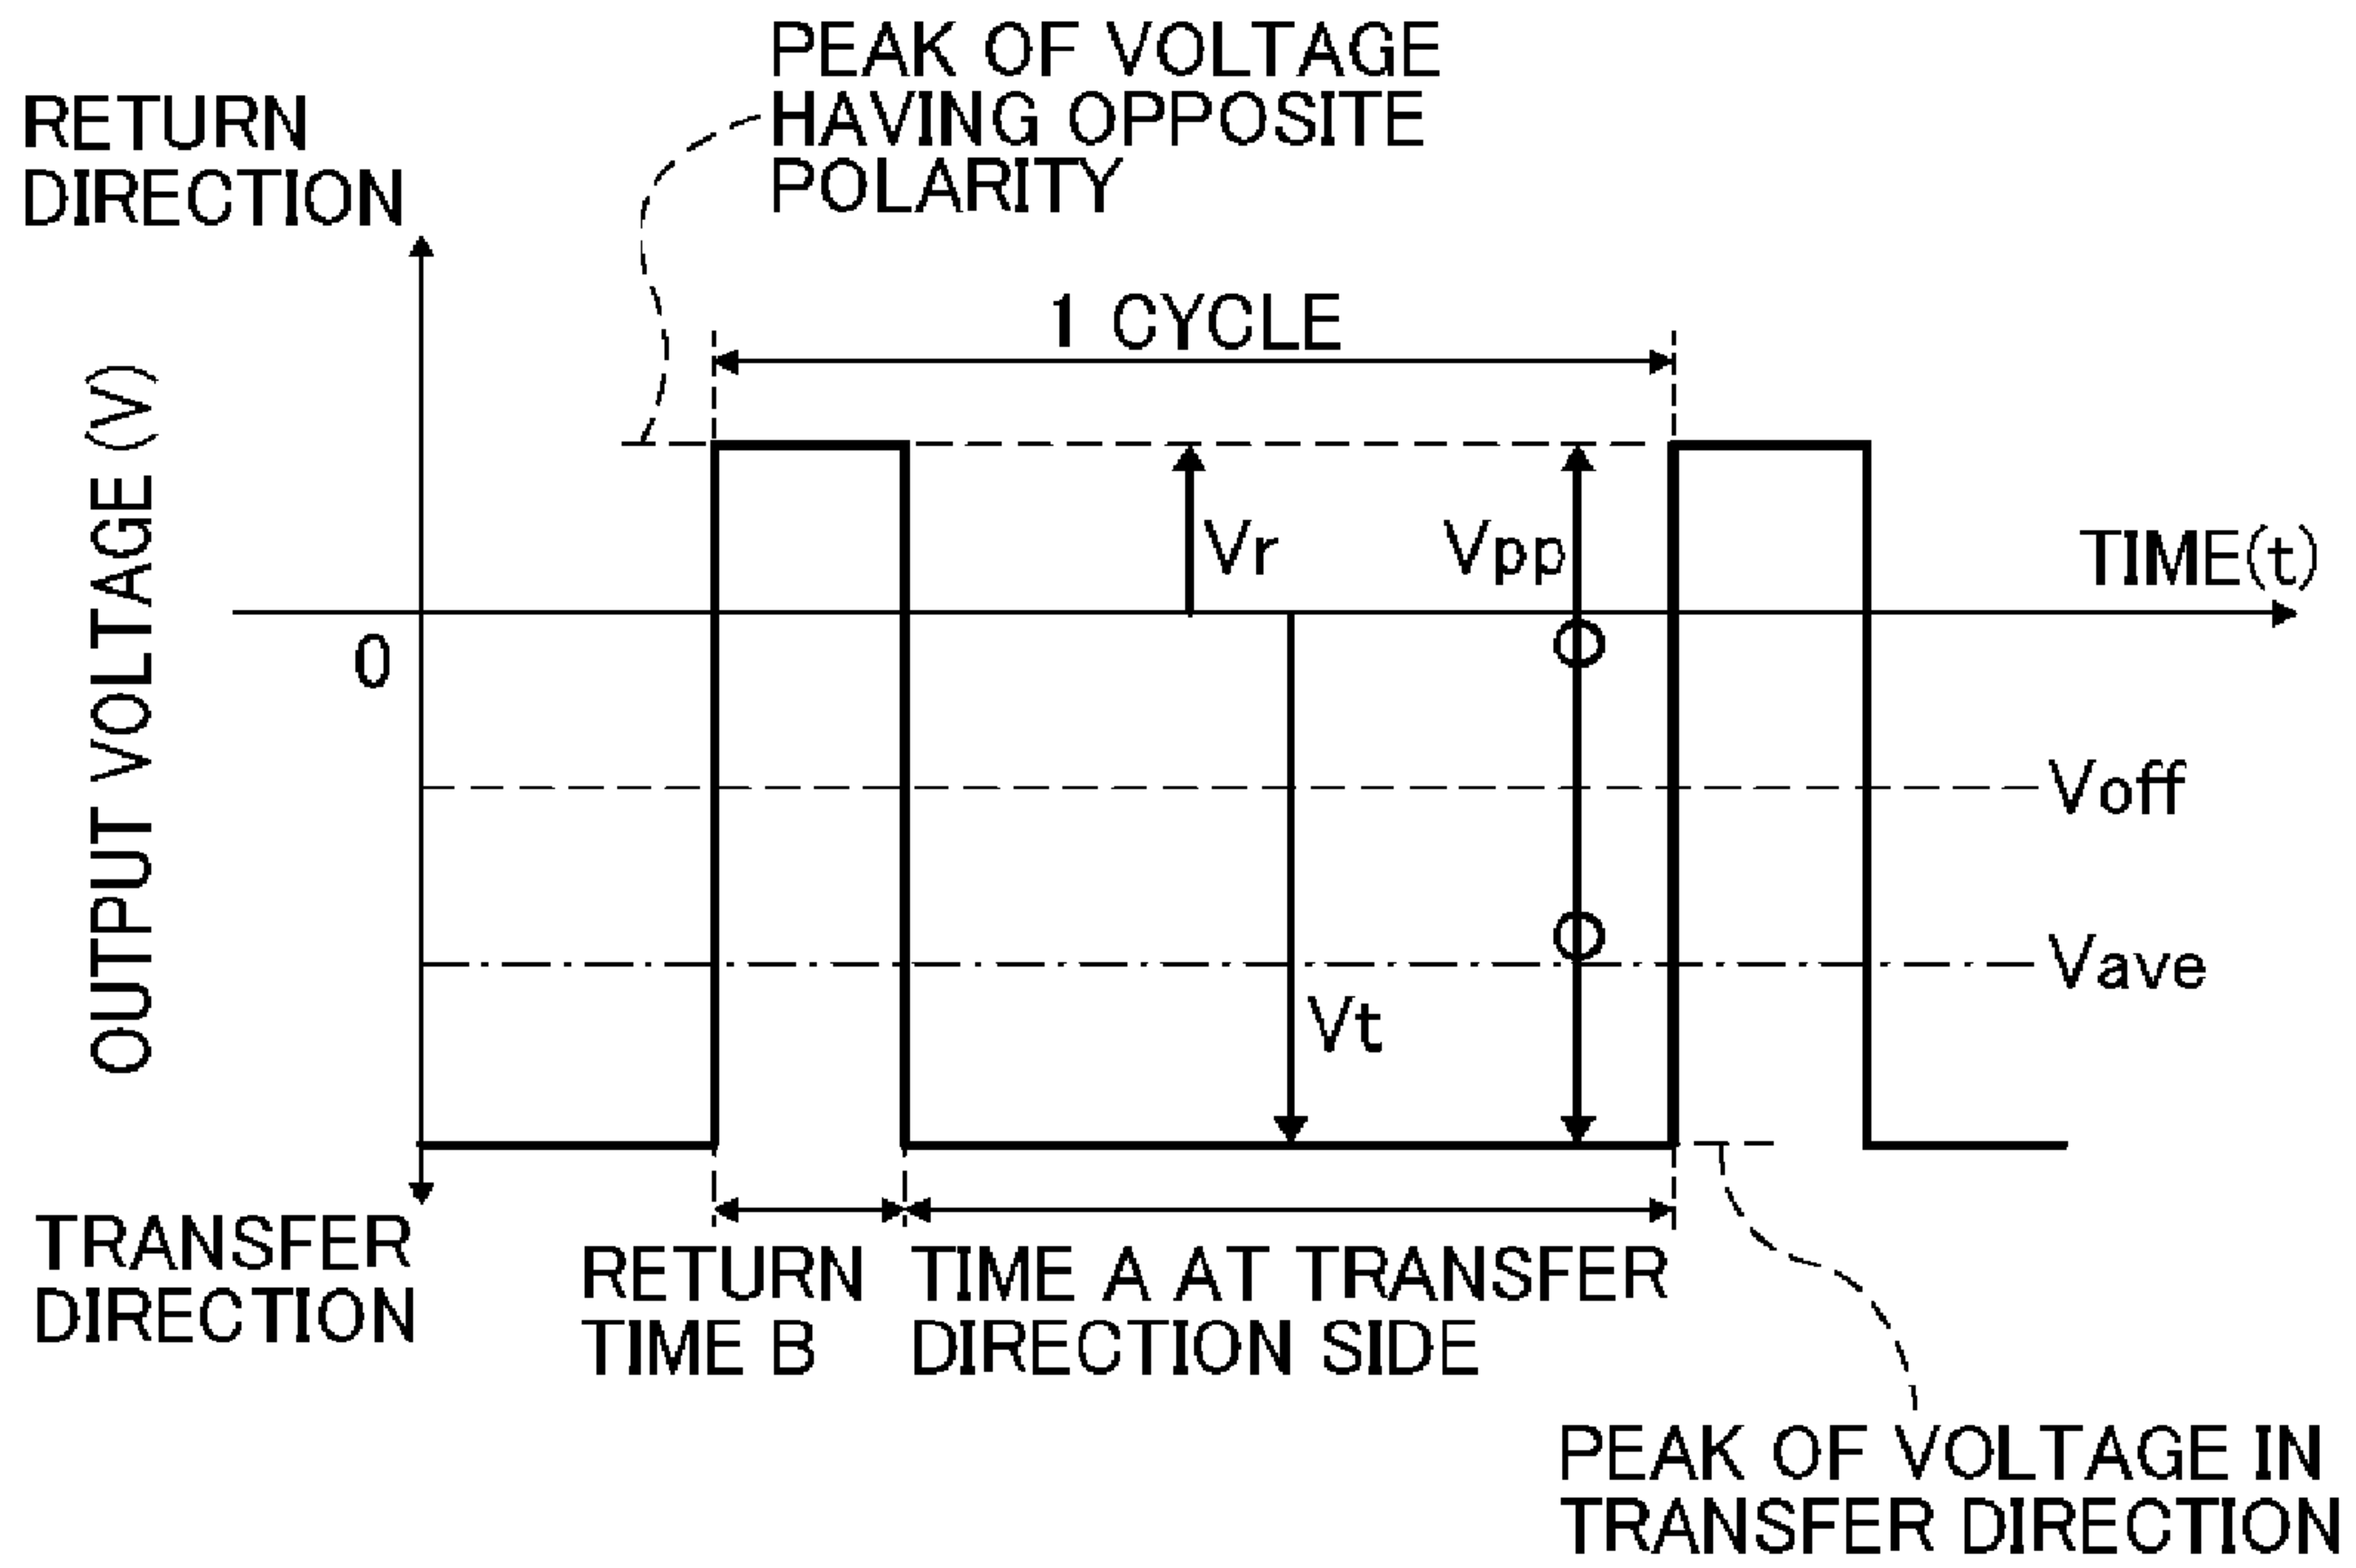 PEAK OF VOLTAGE
HAVING OPPOSITE
POLARITY
RETURN
DIRECTION
1 CYCLE
OUTPUT VOLTAGE (V)
Vr
Vpp
TIME(t)
0
Voff
Vave
Vt
TRANSFER
DIRECTION
RETURN
TIME B
TIME A AT TRANSFER
DIRECTION SIDE
PEAK OF VOLTAGE IN
TRANSFER DIRECTION